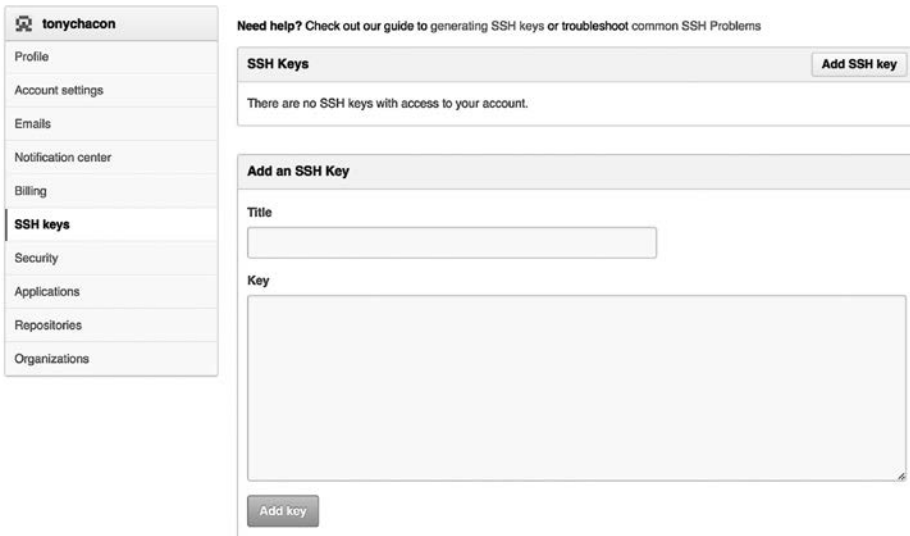 tonychacon
Profile
Account settings
Emails
Notification center
Billing
SSH keys
Security
Applications
Repositories
Organizations
Need help? Check out our guide to generating SSH keys or troubleshoot common SSH Problems
SSH Keys
Add SSH key
There are no SSH keys with access to your account.
Add an SSH Key
Title
Key
Add key